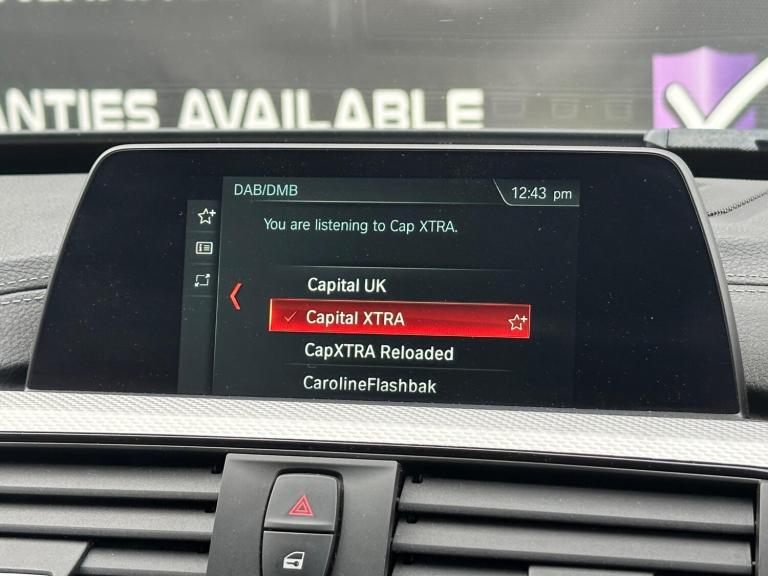 ANTIES AVAILABLE
DAB/DMB
12:43 pm
You are listening to Cap XTRA.
Capital UK
Capital XTRA
CapXTRA Reloaded
CarolineFlashbak